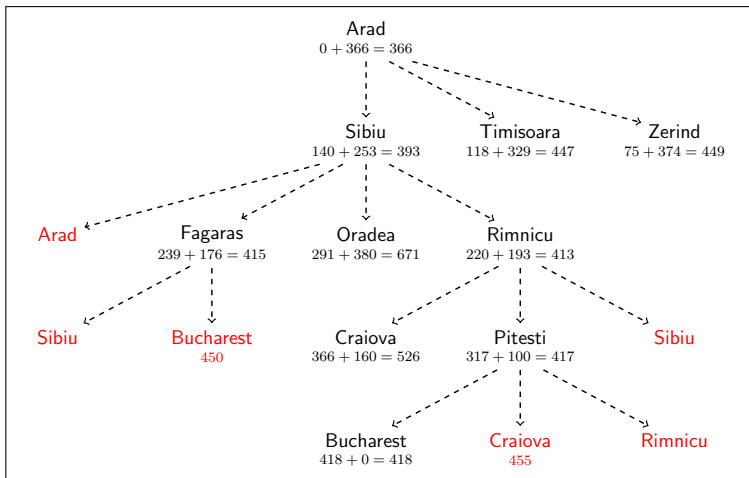 Arad
0 + 366 = 366
Sibiu
140 + 253 = 393
Timisoara
118 + 329 = 447
Zerind
75 + 374 = 449
Arad
Fagaras
239 + 176 = 415
Oradea
291 + 380 = 671
Rimnicu
220 + 193 = 413
Sibiu
Bucharest
450
Craiova
366 + 160 = 526
Pitesti
317 + 100 = 417
Sibiu
Bucharest
418 + 0 = 418
Craiova
455
Rimnicu